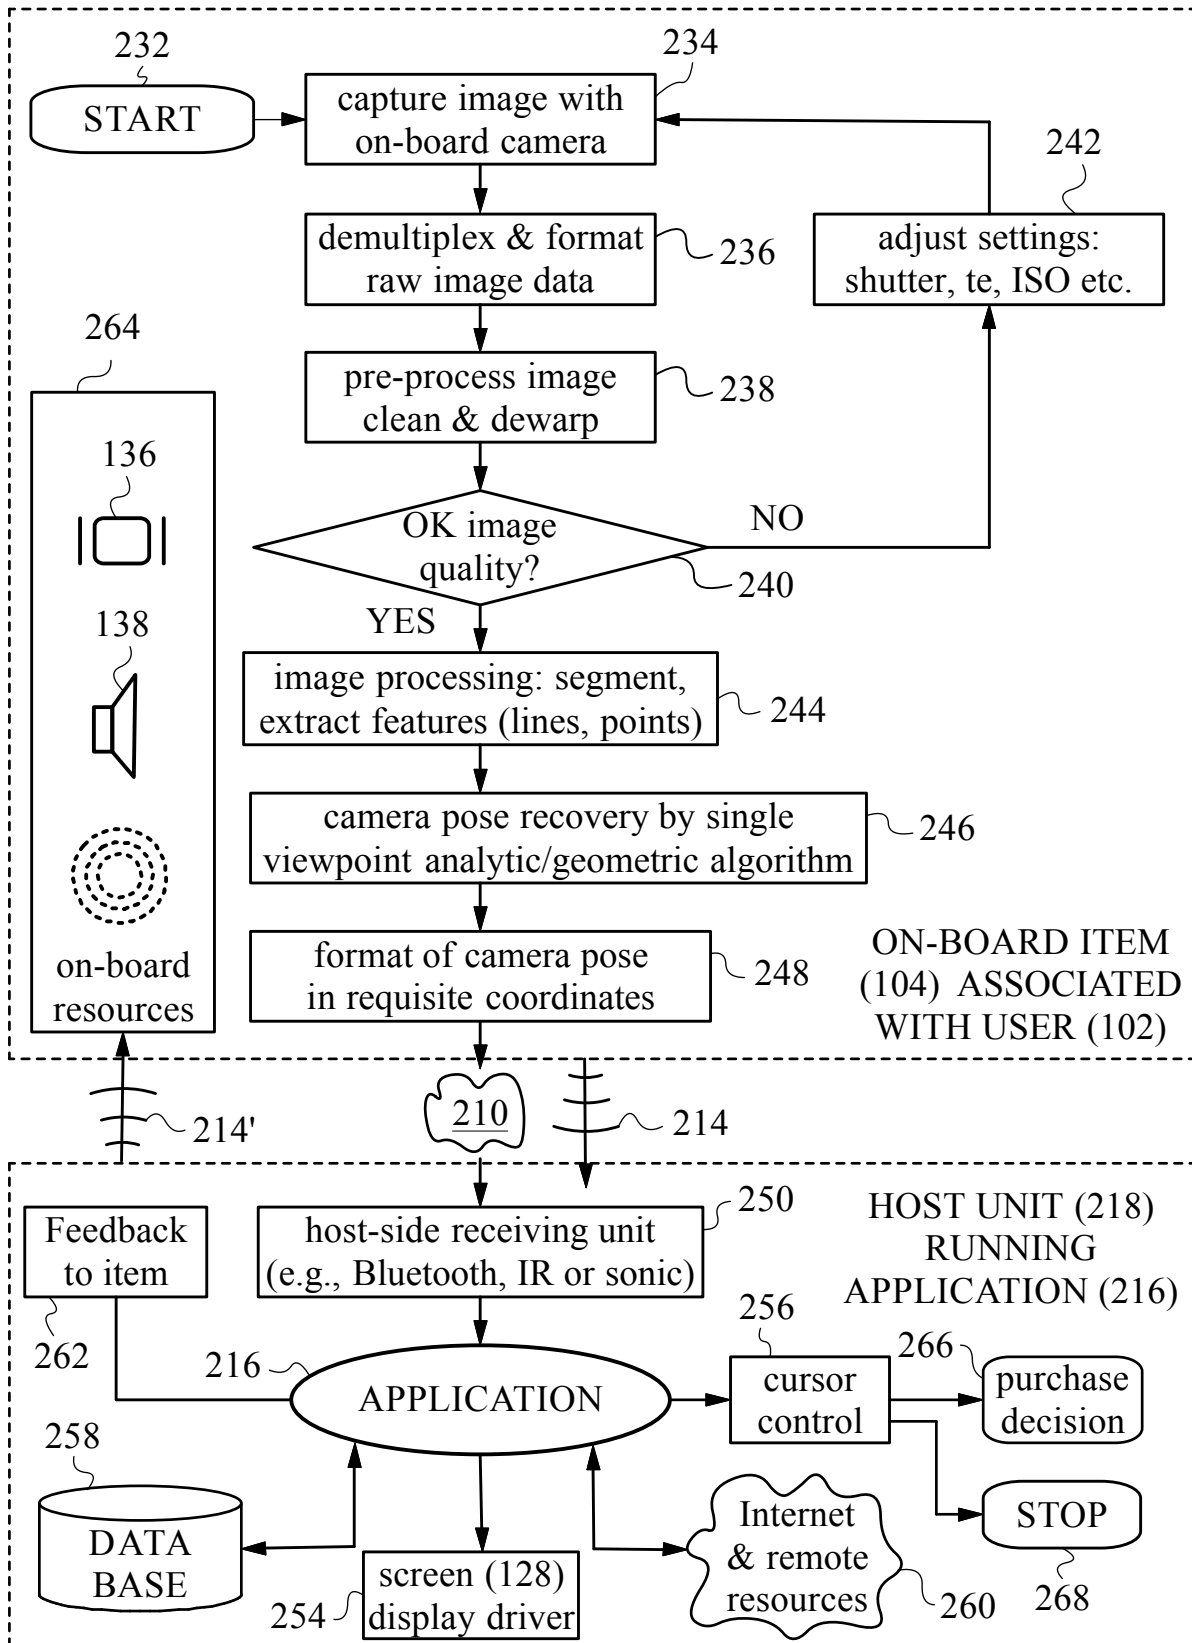 232
START
234
capture image with
on-board camera
242
adjust settings:
shutter, te, ISO etc.
demultiplex & format
raw image data
236
264
pre-process image
clean & dewarp
238
136
OK image
quality?
NO
240
YES
138
image processing: segment,
extract features (lines, points)
244
camera pose recovery by single
viewpoint analytic/geometric algorithm
246
on-board
resources
format of camera pose
in requisite coordinates
248
ON-BOARD ITEM
(104) ASSOCIATED
WITH USER (102)
214'
210
214
Feedback
to item
262
host-side receiving unit
(e.g., Bluetooth, IR or sonic)
250
HOST UNIT (218)
RUNNING
APPLICATION (216)
216
APPLICATION
256
cursor
control
266
purchase
decision
258
DATA
BASE
254
screen (128)
display driver
Internet
& remote
resources
260
STOP
268